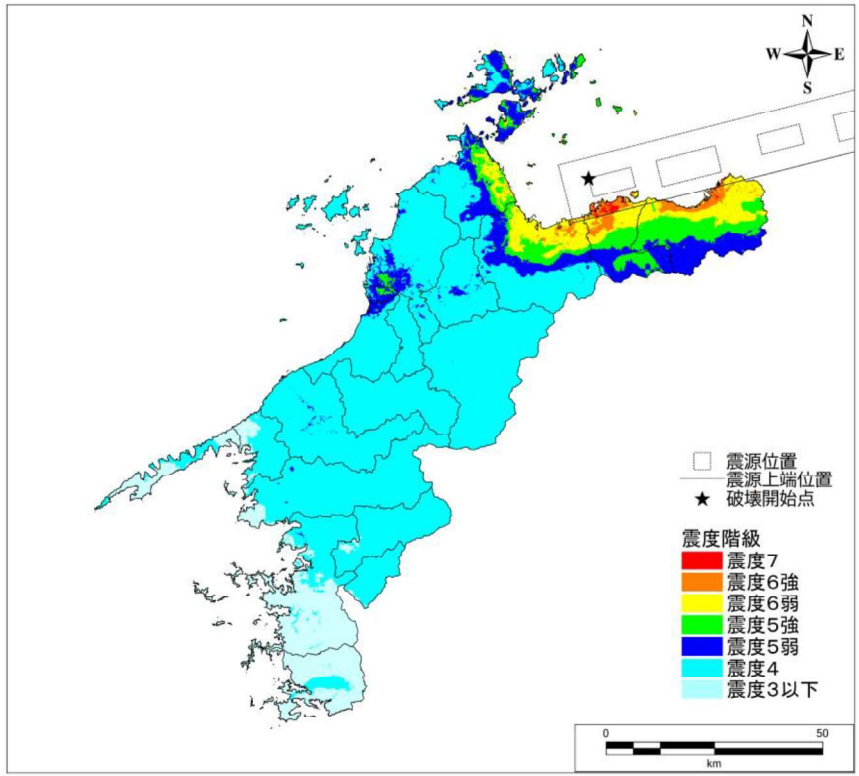 N
W E
S
震源位置
震源上端位置
破壊開始点
震度階級
震度7
震度6強
震度6弱
震度5強
震度5弱
震度4
震度3以下
0 50
km